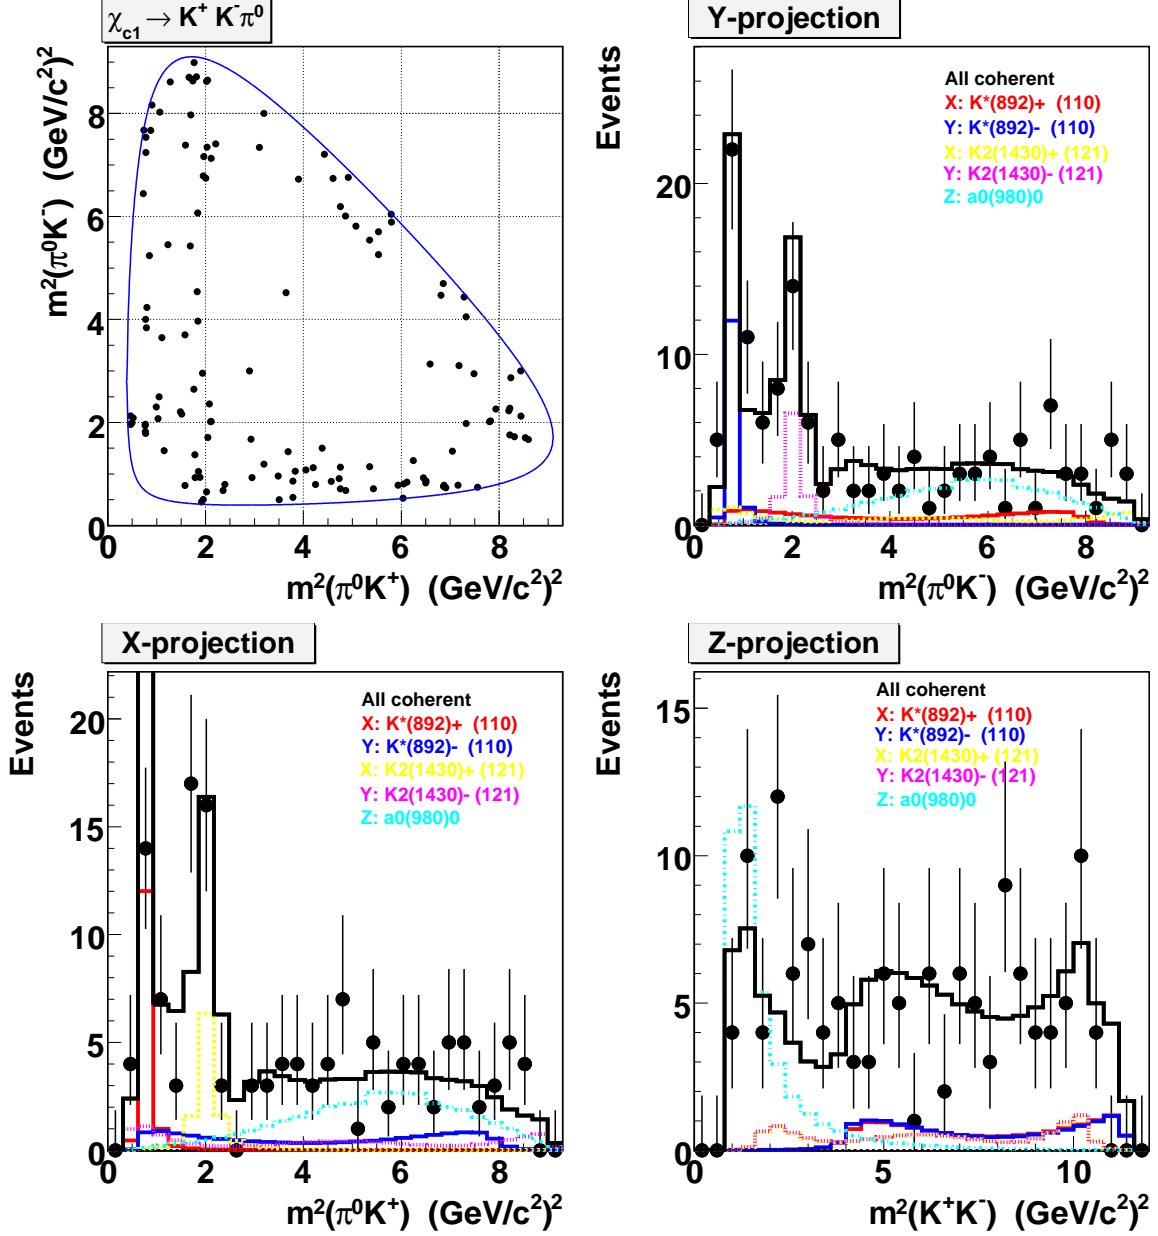 χc1 → K+ K-π0
m2(π0K-) (GeV/c2)2
8
6
4
2
0
0 2 4 6 8
m2(π0K+) (GeV/c2)2
Y-projection
Events
All coherent
X: K*(892)+ (110)
Y: K*(892)- (110)
X: K2(1430)+ (121)
Y: K2(1430)- (121)
Z: a0(980)0
20
10
0
0 2 4 6 8
m2(π0K-) (GeV/c2)2
X-projection
Events
All coherent
X: K*(892)+ (110)
Y: K*(892)- (110)
X: K2(1430)+ (121)
Y: K2(1430)- (121)
Z: a0(980)0
20
15
10
5
0
0 2 4 6 8
m2(π0K+) (GeV/c2)2
Z-projection
Events
All coherent
X: K*(892)+ (110)
Y: K*(892)- (110)
X: K2(1430)+ (121)
Y: K2(1430)- (121)
Z: a0(980)0
15
10
5
0
0 5 10
m2(K+K-) (GeV/c2)2